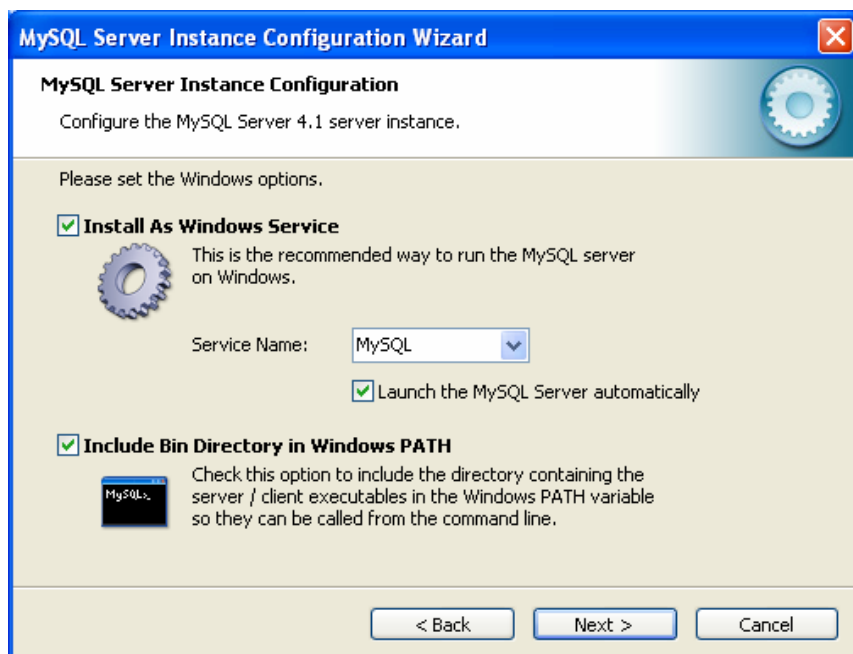 MySQL Server Instance Configuration Wizard
MySQL Server Instance Configuration
Configure the MySQL Server 4.1 server instance.
Please set the Windows options.
Install As Windows Service
This is the recommended way to run the MySQL server
on Windows.
Service Name:
MySQL
Launch the MySQL Server automatically
Include Bin Directory in Windows PATH
MySQL>_
Check this option to include the directory containing the
server / client executables in the Windows PATH variable
so they can be called from the command line.
< Back
Next >
Cancel